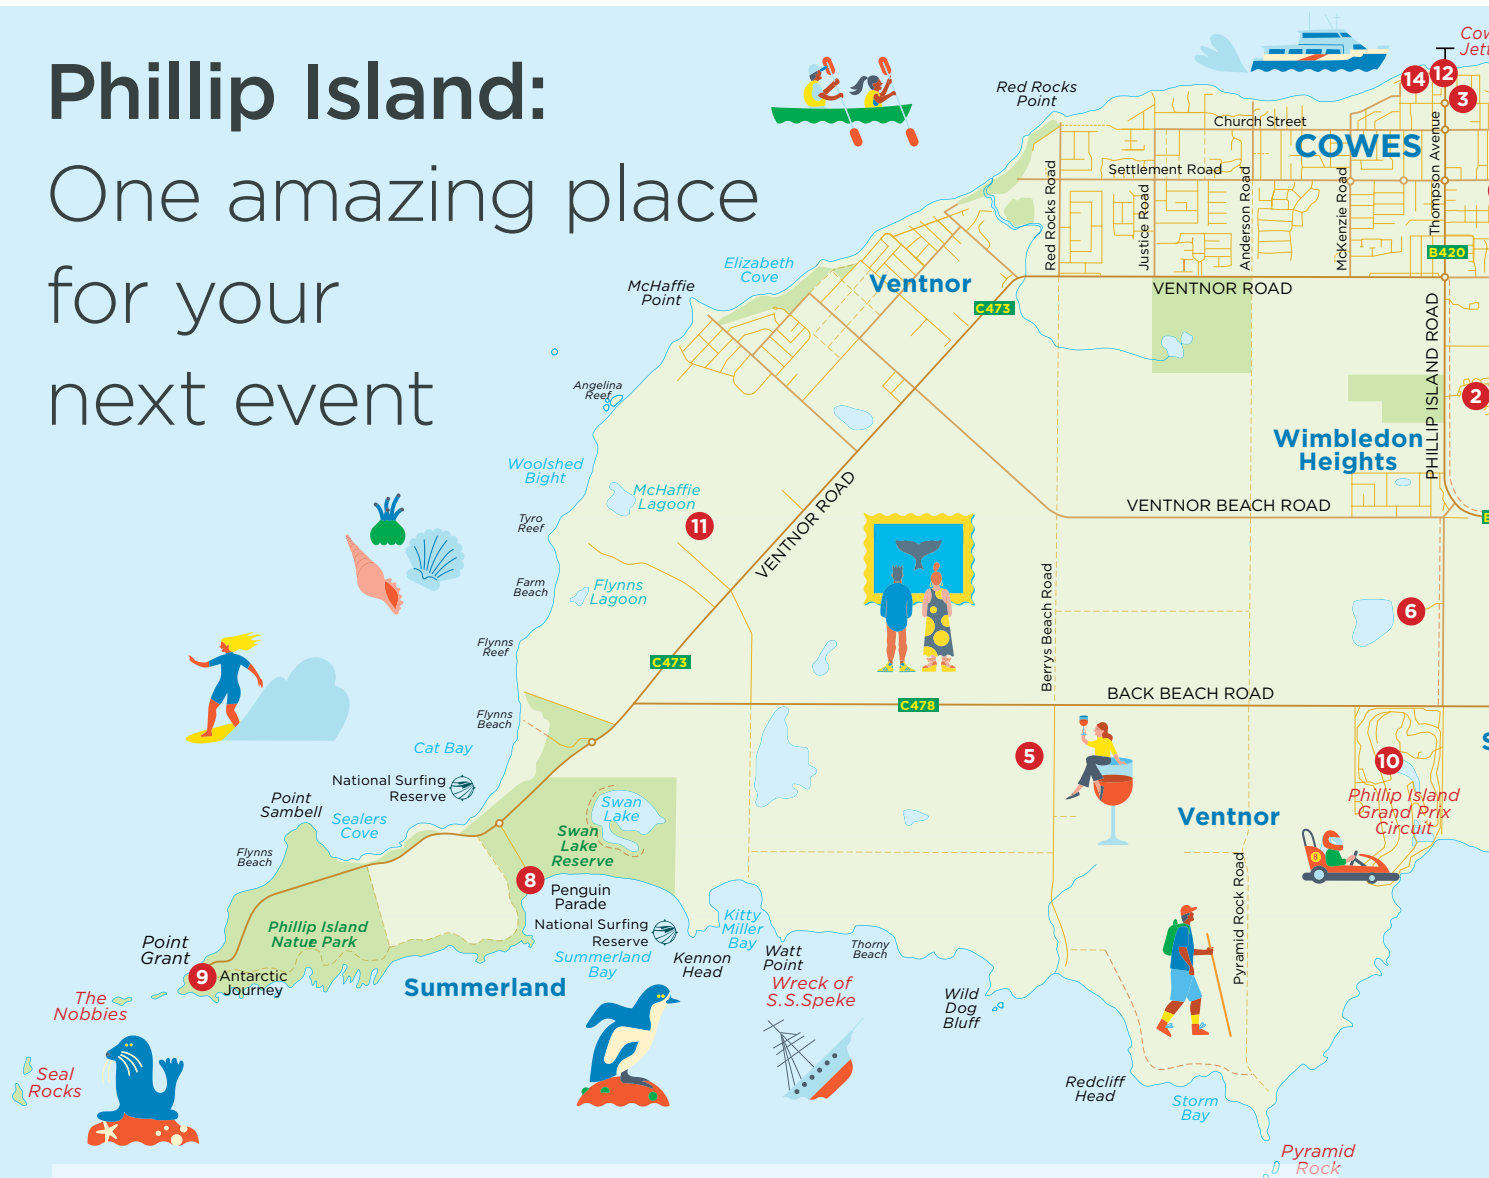 Phillip Island:
One amazing place
for your
next event
Cow
Jett
14
12
3
Red Rocks
Point
Church Street
COWES
Thompson Avenue
Settlement Road
Red Rocks Road
Justice Road
Anderson Road
McKenzie Road
B420
Elizabeth
Cove
McHaffie
Point
Ventnor
C473
VENTNOR ROAD
PHILLIP ISLAND ROAD
Angelina
Reef
2
Wimbledon
Heights
Woolshed
Bight
McHaffie
Lagoon
11
Tyro
Reef
VENTNOR ROAD
VENTNOR BEACH ROAD
Farm
Beach
Flynns
Lagoon
Berrys Beach Road
6
Flynns
Reef
C473
BACK BEACH ROAD
C478
Flynns
Beach
Cat Bay
5
10
National Surfing
Reserve
Point
Sambell
Sealers
Cove
Swan
Lake
Swan
Lake
Reserve
Phillip Island
Grand Prix
Circuit
Ventnor
Flynns
Beach
8
Penguin
Parade
Pyramid Rock Road
Phillip Island
Natue Park
National Surfing
Reserve
Kitty
Miller
Bay
Point
Grant
Summerland
Bay
Kennon
Head
Watt
Point
Thorny
Beach
9
Antarctic
Journey
Summerland
Wreck of
S.S.Speke
The
Nobbies
Wild
Dog
Bluff
Seal
Rocks
Redcliff
Head
Storm
Bay
Pyramid
Rock